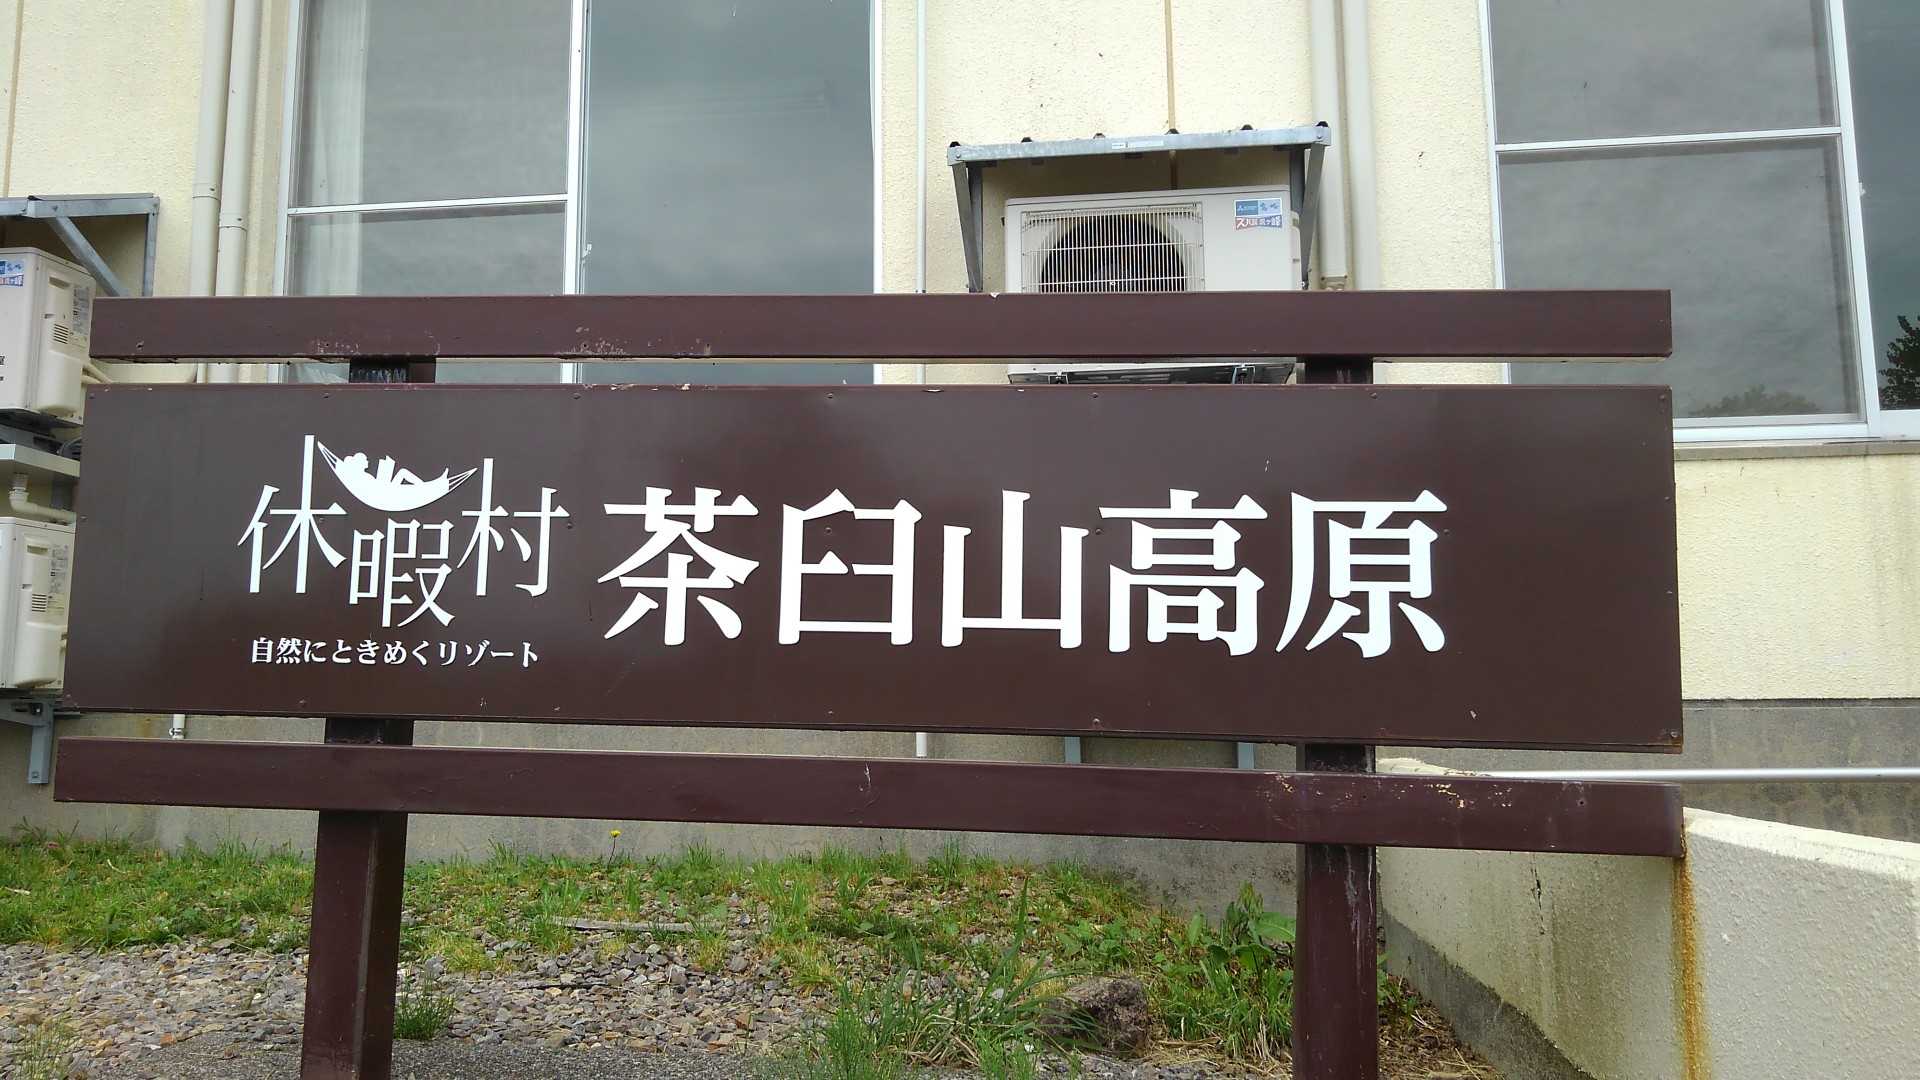 休暇村 茶臼山高原
自然にときめくリゾート